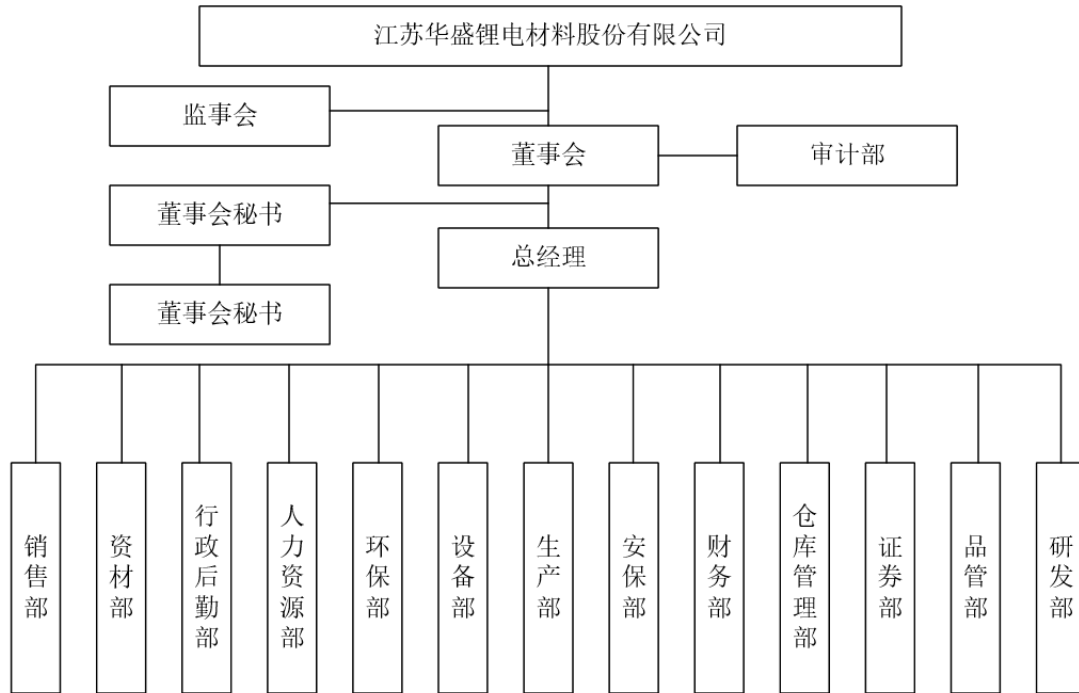 江苏华盛锂电材料股份有限公司
监事会
董事会
审计部
董事会秘书
总经理
董事会秘书
销售部
资材部
行政后勤部
人力资源部
环保部
设备部
生产部
安保部
财务部
仓库管理部
证券部
品管部
研发部